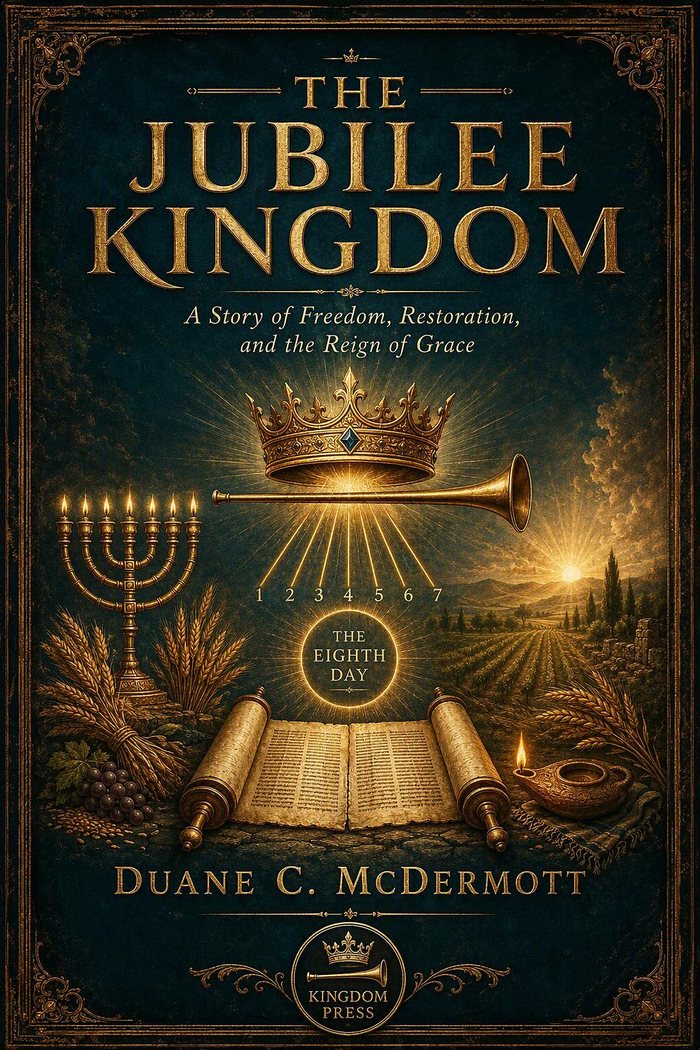 THE
JUBILEE
KINGDOM
A Story of Freedom, Restoration,
and the Reign of Grace
1 2 3 4 5 6 7
THE
EIGHTH
DAY
DUANE C. MCDERMOTT
KINGDOM
PRESS